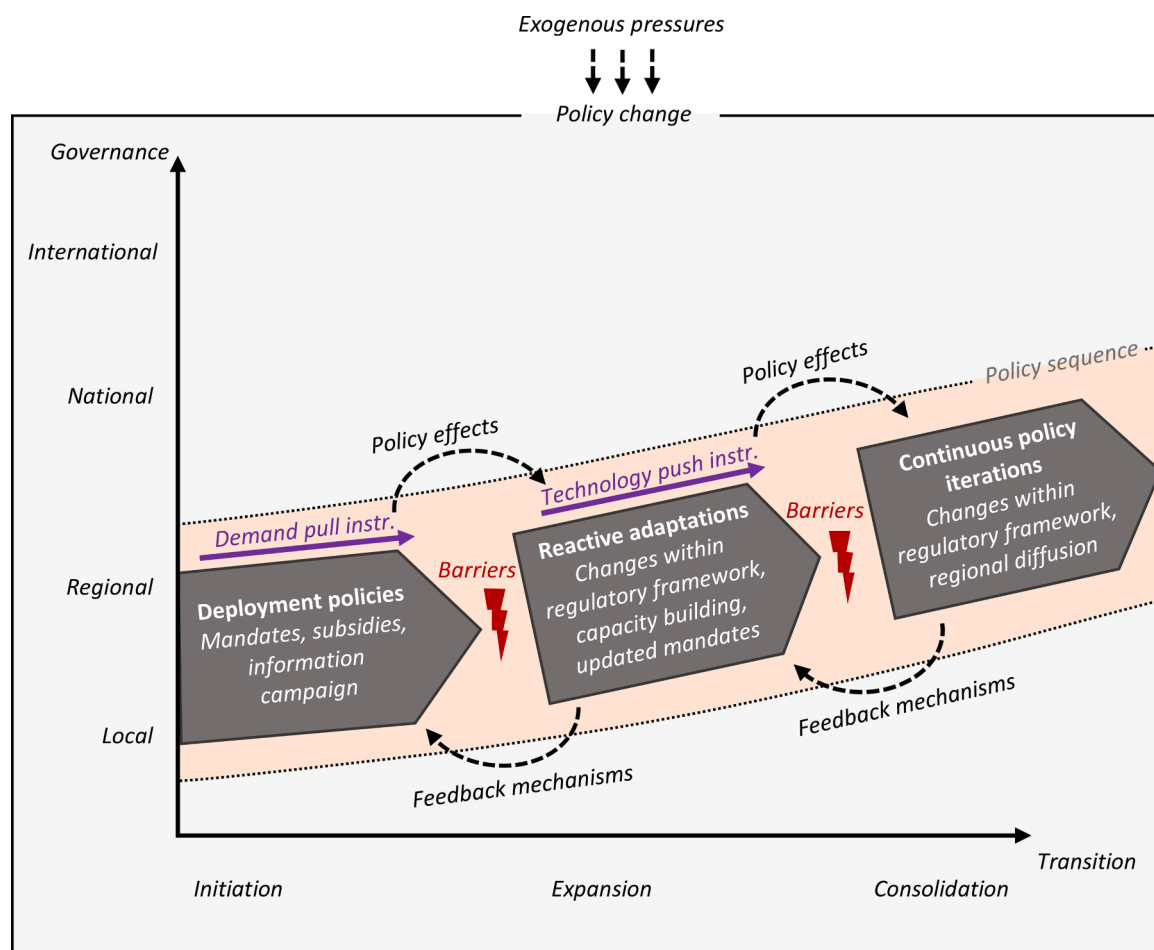 Exogenous pressures
Policy change
Governance
International
National
Regional
Local
Policy sequence
Policy effects
Policy effects
Demand pull instr.
Technology push instr.
Barriers
Barriers
Deployment policies
Mandates, subsidies,
information
campaign
Reactive adaptations
Changes within
regulatory framework,
capacity building,
updated mandates
Continuous policy
iterations
Changes within
regulatory framework,
regional diffusion
Feedback mechanisms
Feedback mechanisms
Transition
Initiation
Expansion
Consolidation